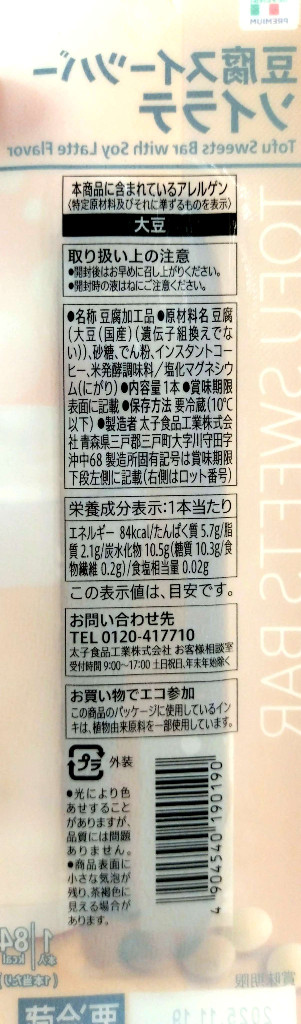 PREMIUM
豆腐スイーツバー
ソイラテ
Tofu Sweets Bar with Soy Latte Flavor
TOFU SWEETS BAR
本商品に含まれているアレルゲン
(特定原材料及びそれに準ずるものを表示)
大豆
取り扱い上の注意
●開封後はお早めに召し上がりください。
●開封時の液はねにご注意ください。
●名称 豆腐加工品 ●原材料名 豆腐
(大豆(国産)(遺伝子組換えでな
い))、砂糖、でん粉、インスタントコー
ヒー、米発酵調味料／塩化マグネシウ
ム(にがり) ●内容量 1本 ●賞味期限
表面に記載 ●保存方法 要冷蔵(10℃
以下) ●製造者 太子食品工業株式会
社 青森県三戸郡三戸町大字川守田字
沖中68 製造所固有記号は賞味期限
下段左側に記載(右側はロット番号)
栄養成分表示:1本当たり
エネルギー 84kcal/たんぱく質 5.7g/脂
質 2.1g/炭水化物 10.5g(糖質 10.3g/食
物繊維 0.2g)/食塩相当量 0.02g
この表示値は、目安です。
お問い合わせ先
TEL 0120-417710
太子食品工業株式会社 お客様相談室
受付時間 9:00〜17:00 土日祝日、年末年始除く
お買い物でエコ参加
この商品のパッケージに使用しているイン
キは、植物由来原料を一部使用しています。
プラ 外装
●光により色
あせすること
がありますが、
品質には問題
ありません。
●商品表面に
小さな気泡が
残り、茶褐色に
見える場合が
あります。
4 904540 190190
1本入 84kcal
(1本当たり)
賞味期限
要冷蔵
2025.11.19